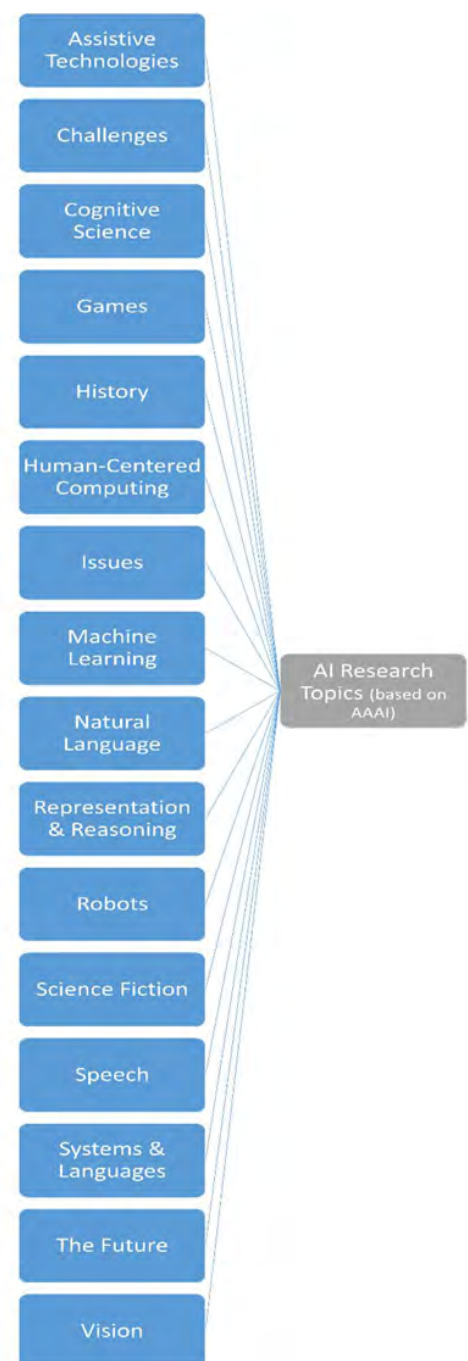 Assistive
Technologies
Challenges
Cognitive
Science
Games
History
Human-Centered
Computing
Issues
Machine
Learning
Natural
Language
Representation
& Reasoning
Robots
Science Fiction
Speech
Systems &
Languages
The Future
Vision
AI Research
Topics (based on
AAAI)